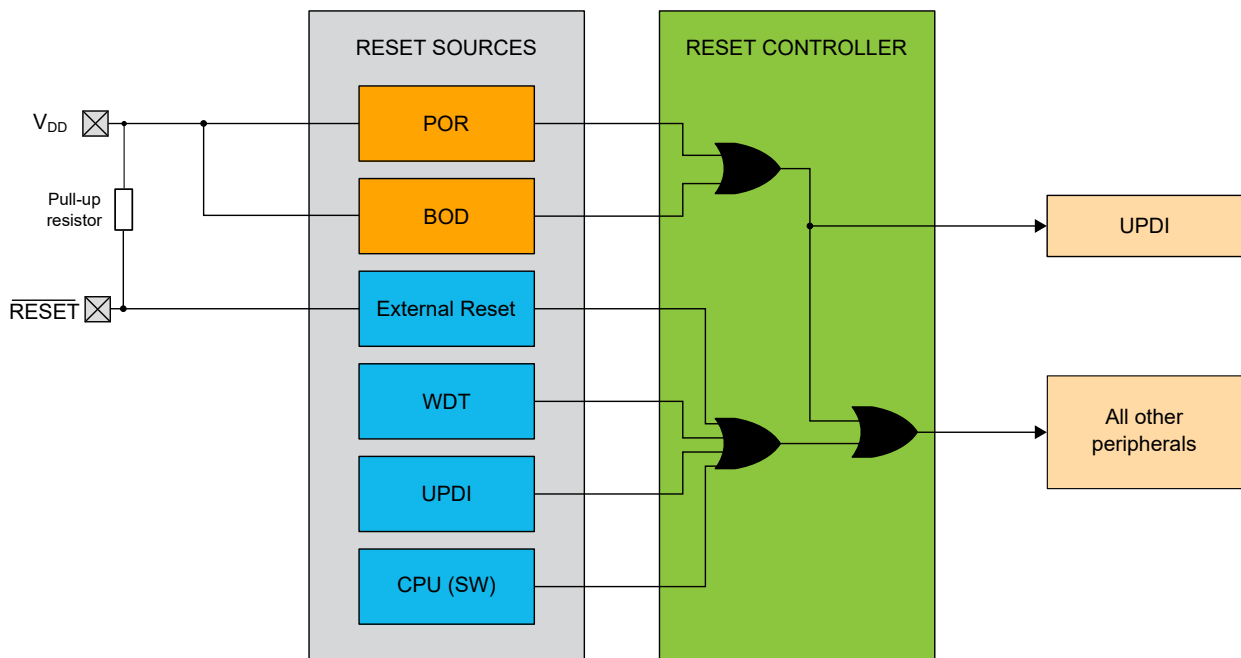 RESET SOURCES
RESET CONTROLLER
VDD
POR
Pull-up
resistor
BOD
UPDI
RESET
External Reset
WDT
All other
peripherals
UPDI
CPU (SW)